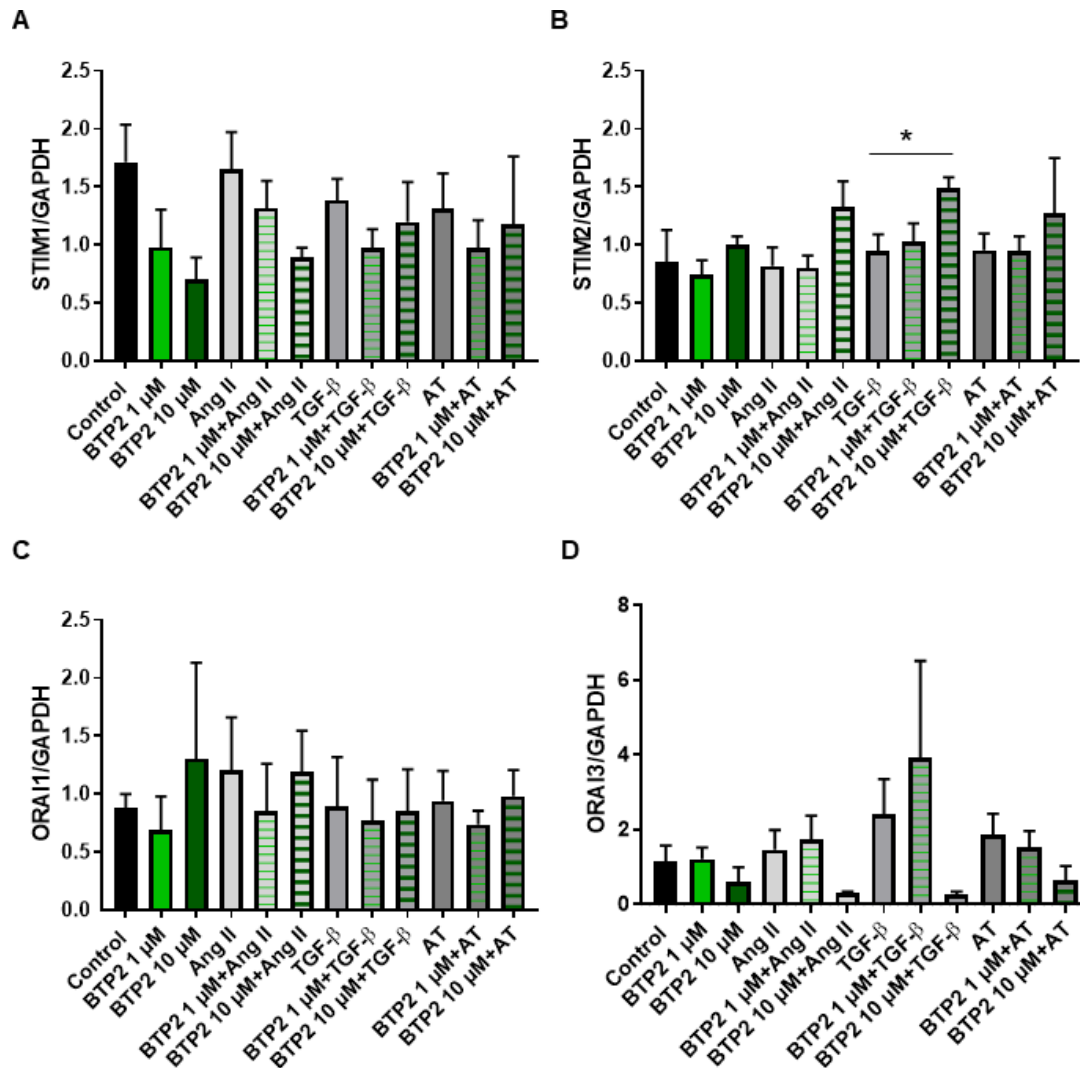 A
STIM1/GAPDH
2.5
2.0
1.5
1.0
0.5
0.0
Control
BTP2 1 µM
BTP2 10 µM
Ang II
BTP2 1 µM+Ang II
BTP2 10 µM+Ang II
TGF-β
BTP2 1 µM+TGF-β
BTP2 10 µM+TGF-β
AT
BTP2 1 µM+AT
BTP2 10 µM+AT
B
STIM2/GAPDH
2.5
2.0
1.5
1.0
0.5
0.0
*
Control
BTP2 1 µM
BTP2 10 µM
Ang II
BTP2 1 µM+Ang II
BTP2 10 µM+Ang II
TGF-β
BTP2 1 µM+TGF-β
BTP2 10 µM+TGF-β
AT
BTP2 1 µM+AT
BTP2 10 µM+AT
C
ORAI1/GAPDH
2.5
2.0
1.5
1.0
0.5
0.0
Control
BTP2 1 µM
BTP2 10 µM
Ang II
BTP2 1 µM+Ang II
BTP2 10 µM+Ang II
TGF-β
BTP2 1 µM+TGF-β
BTP2 10 µM+TGF-β
AT
BTP2 1 µM+AT
BTP2 10 µM+AT
D
ORAI3/GAPDH
8
6
4
2
0
Control
BTP2 1 µM
BTP2 10 µM
Ang II
BTP2 1 µM+Ang II
BTP2 10 µM+Ang II
TGF-β
BTP2 1 µM+TGF-β
BTP2 10 µM+TGF-β
AT
BTP2 1 µM+AT
BTP2 10 µM+AT